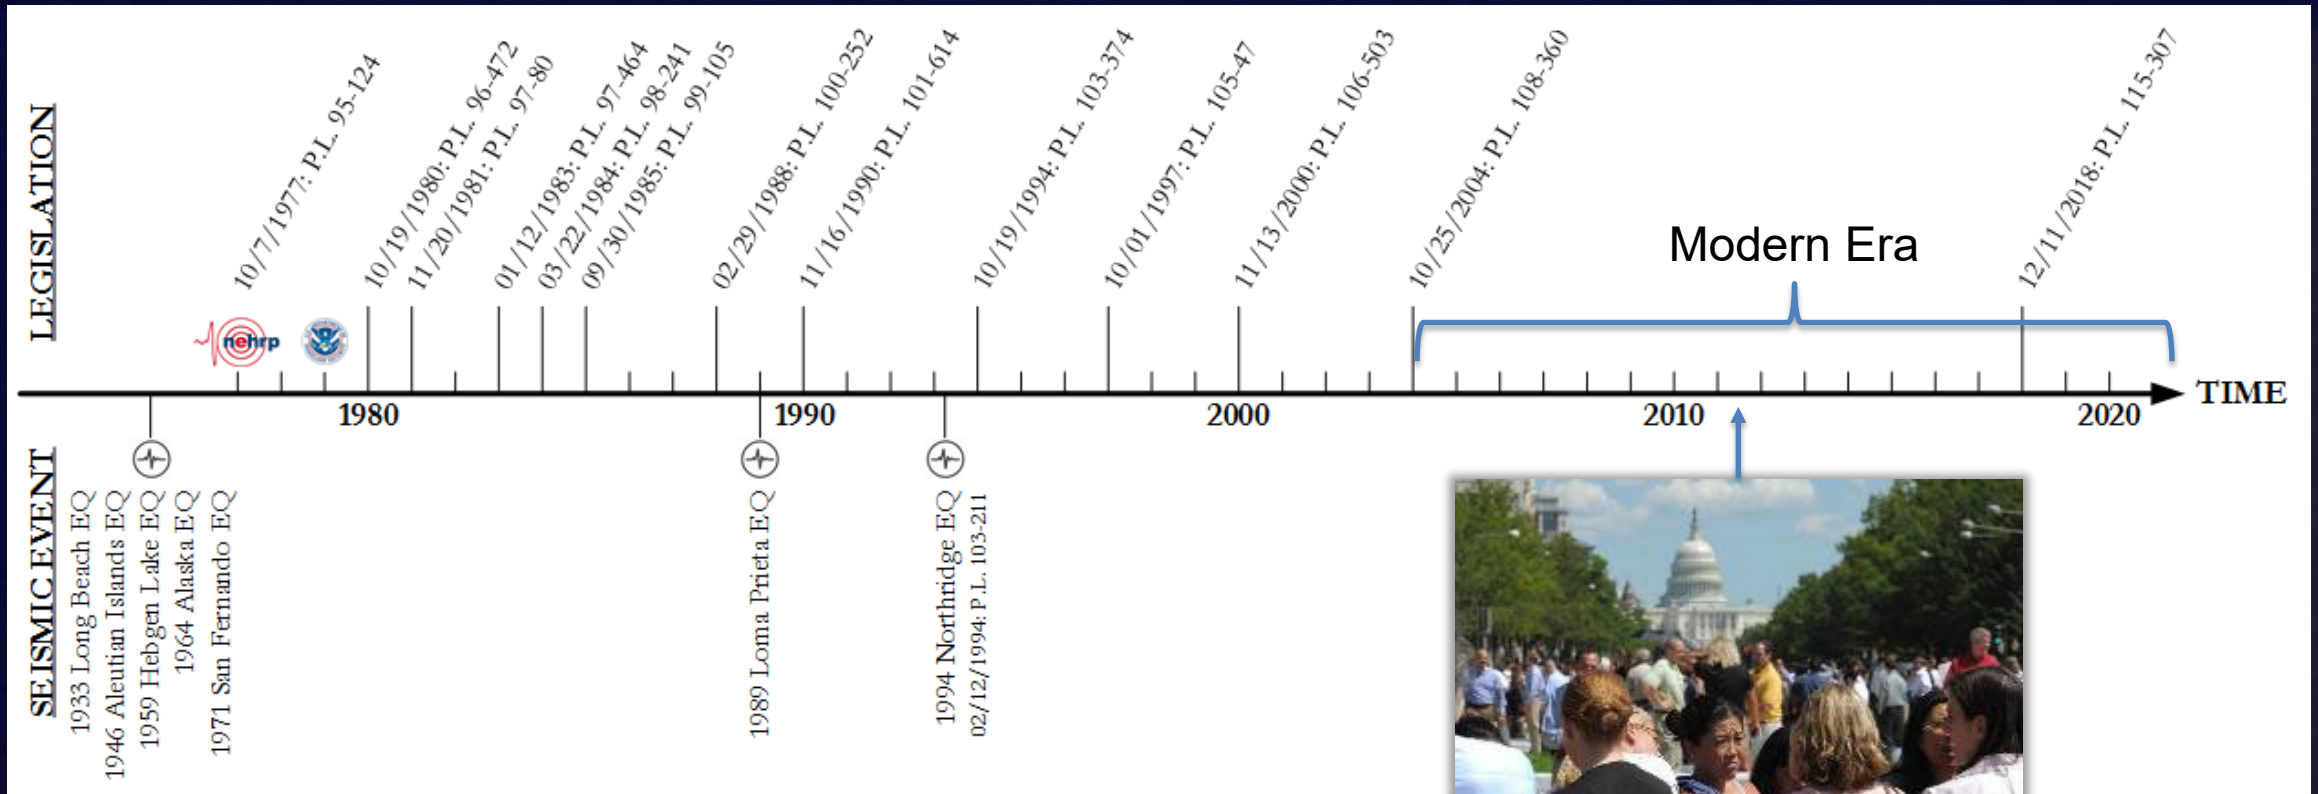 LEGISLATION
10/7/1977: P.L. 95-124
10/19/1980: P.L. 96-472
11/20/1981: P.L. 97-80
01/12/1983: P.L. 97-464
03/22/1984: P.L. 98-241
09/30/1985: P.L. 99-105
02/29/1988: P.L. 100-252
11/16/1990: P.L. 101-614
10/19/1994: P.L. 103-374
10/01/1997: P.L. 105-47
11/13/2000: P.L. 106-503
10/25/2004: P.L. 108-360
12/11/2018: P.L. 115-307
Modern Era
nehrp
TIME
1980
1990
2000
2010
2020
SEISMIC EVENT
1933 Long Beach EQ
1946 Aleutian Islands EQ
1959 Hebgen Lake EQ
1964 Alaska EQ
1971 San Fernando EQ
1989 Loma Prieta EQ
1994 Northridge EQ
02/12/1994: P.L. 103-211